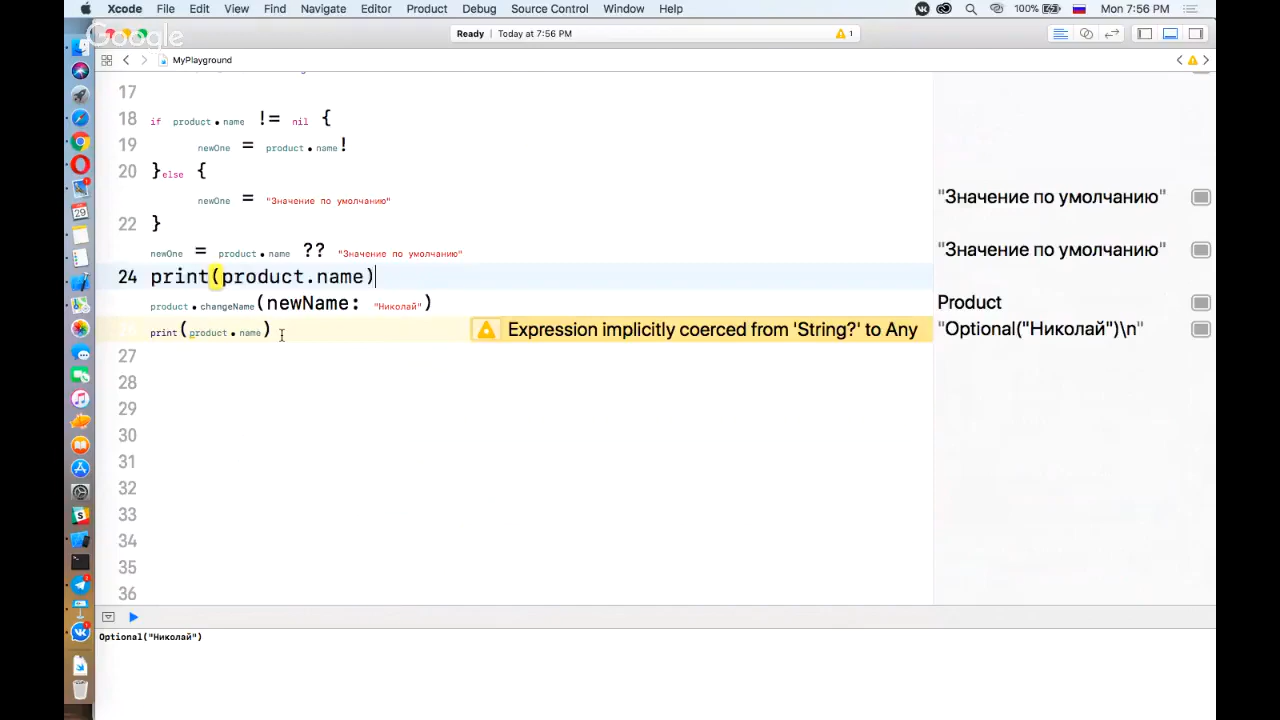 Xcode File Edit View Find Navigate Editor Product Debug Source Control Window Help 100% Mon 7:56 PM
Google
Ready Today at 7:56 PM 1
MyPlayground
17
18 if product.name != nil {
19 newOne = product.name!
20 }else {
newOne = "Значение по умолчанию"
"Значение по умолчанию"
22 }
newOne = product.name ?? "Значение по умолчанию"
"Значение по умолчанию"
24 print(product.name)
product.changeName(newName: "Николай")
Product
print(product.name)
Expression implicitly coerced from 'String?' to Any
"Optional("Николай")\n"
27
28
29
30
31
32
33
34
35
36
Optional("Николай")